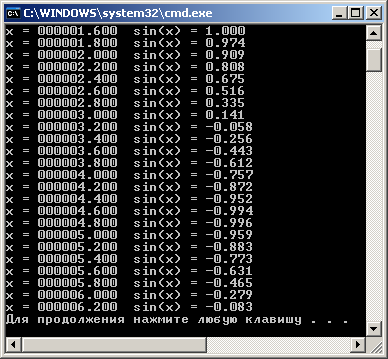 C:\WINDOWS\system32\cmd.exe
x = 000001.600  sin(x) = 1.000
x = 000001.800  sin(x) = 0.974
x = 000002.000  sin(x) = 0.909
x = 000002.200  sin(x) = 0.808
x = 000002.400  sin(x) = 0.675
x = 000002.600  sin(x) = 0.516
x = 000002.800  sin(x) = 0.335
x = 000003.000  sin(x) = 0.141
x = 000003.200  sin(x) = -0.058
x = 000003.400  sin(x) = -0.256
x = 000003.600  sin(x) = -0.443
x = 000003.800  sin(x) = -0.612
x = 000004.000  sin(x) = -0.757
x = 000004.200  sin(x) = -0.872
x = 000004.400  sin(x) = -0.952
x = 000004.600  sin(x) = -0.994
x = 000004.800  sin(x) = -0.996
x = 000005.000  sin(x) = -0.959
x = 000005.200  sin(x) = -0.883
x = 000005.400  sin(x) = -0.773
x = 000005.600  sin(x) = -0.631
x = 000005.800  sin(x) = -0.465
x = 000006.000  sin(x) = -0.279
x = 000006.200  sin(x) = -0.083
Для продолжения нажмите любую клавишу . . .